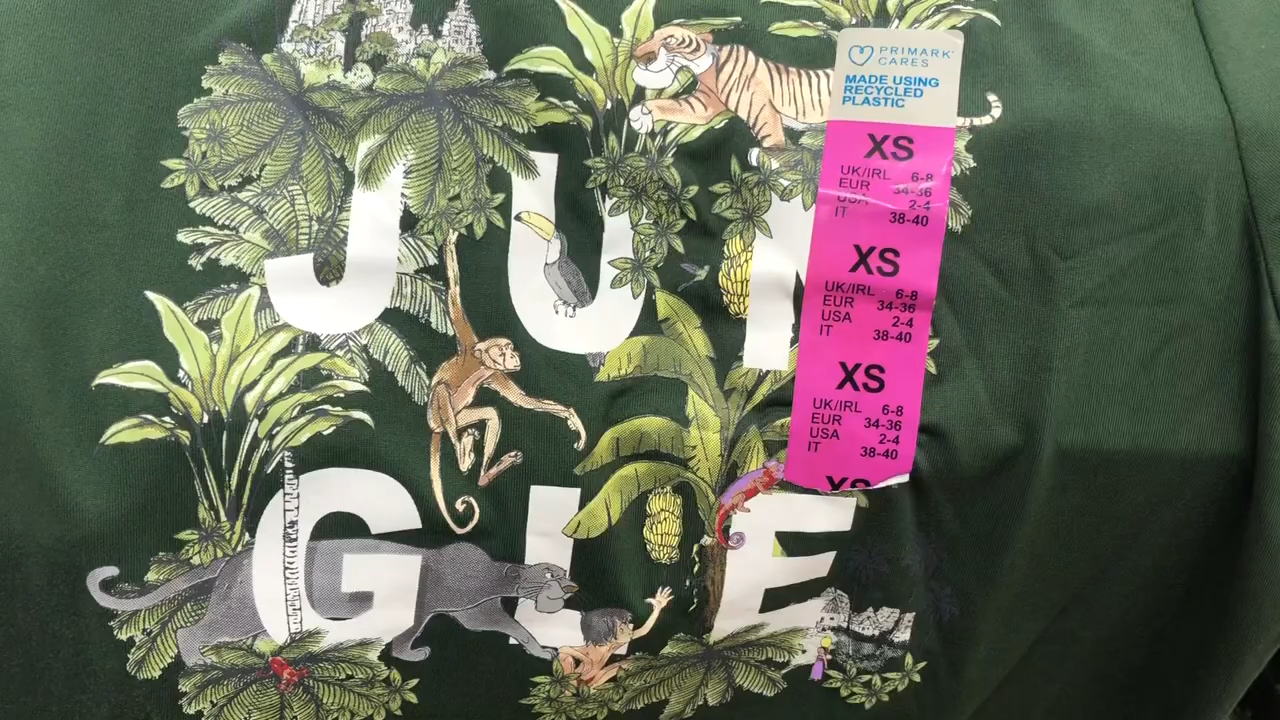 JUN
GLE
PRIMARK
CARES
MADE USING
RECYCLED
PLASTIC
XS
UK/IRL 6-8
EUR 34-36
USA 2-4
IT 38-40
XS
UK/IRL 6-8
EUR 34-36
USA 2-4
IT 38-40
XS
UK/IRL 6-8
EUR 34-36
USA 2-4
IT 38-40
XS